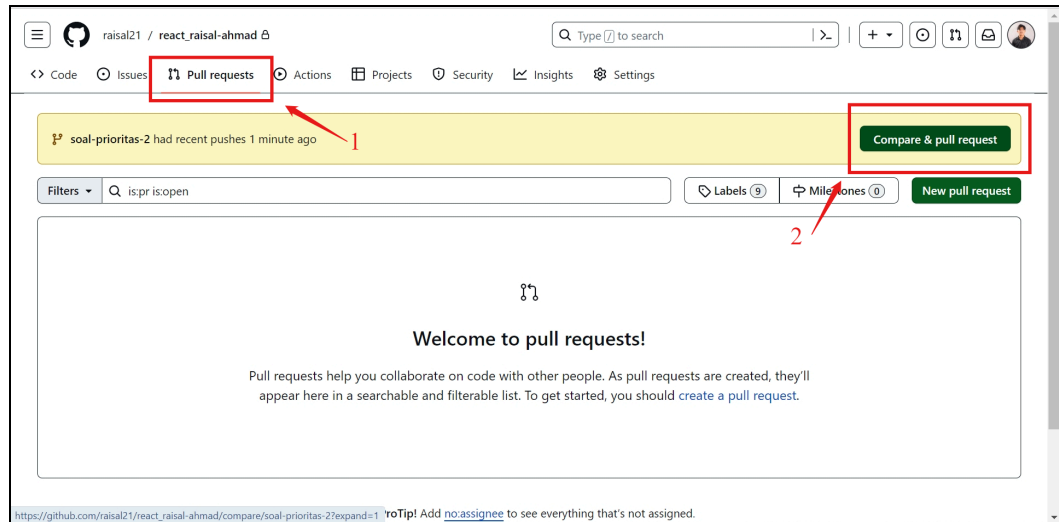 raisal21 / react_raisal-ahmad
Type / to search
Code Issues Pull requests Actions Projects Security Insights Settings
1
soal-prioritas-2 had recent pushes 1 minute ago
Compare & pull request
Filters is:pr is:open
Labels 9 Milestones 0 New pull request
2
Welcome to pull requests!
Pull requests help you collaborate on code with other people. As pull requests are created, they'll
appear here in a searchable and filterable list. To get started, you should create a pull request.
https://github.com/raisal21/react_raisal-ahmad/compare/soal-prioritas-2?expand=1 roTip! Add no:assignee to see everything that's not assigned.